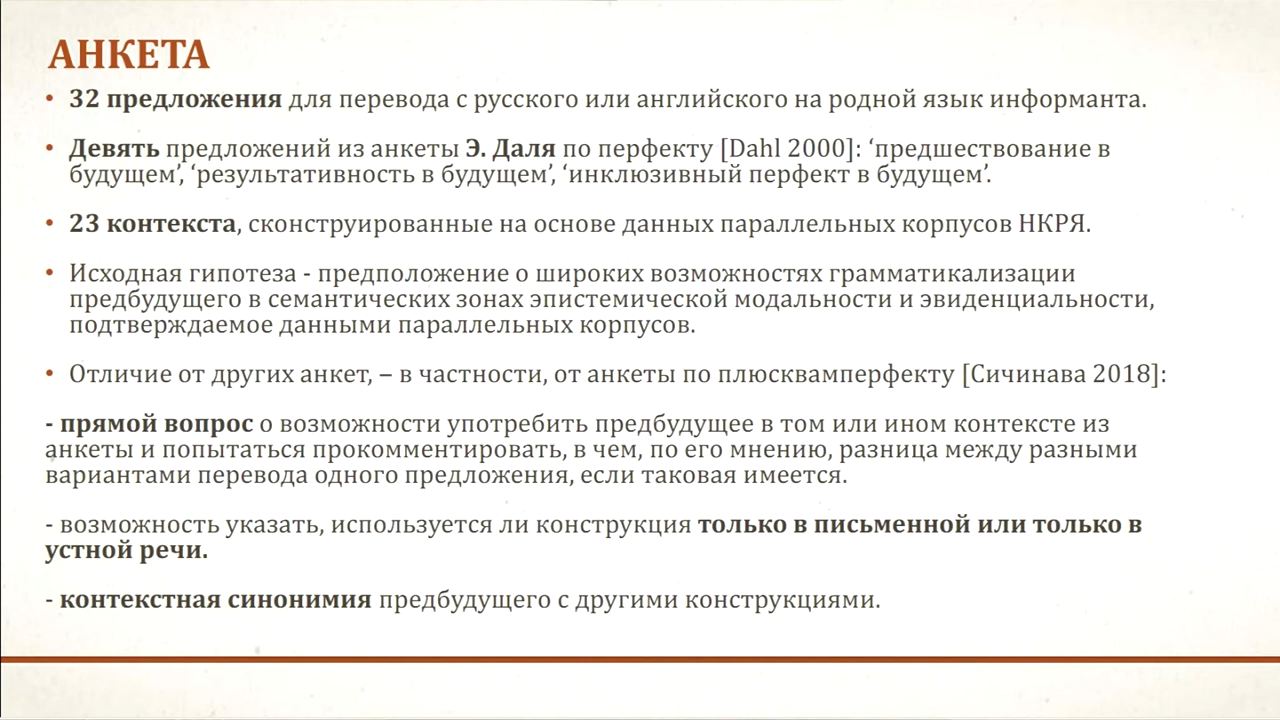 АНКЕТА
• 32 предложения для перевода с русского или английского на родной язык информанта.
• Девять предложений из анкеты Э. Даля по перфекту [Dahl 2000]: ‘предшествование в
будущем’, ‘результативность в будущем’, ‘инклюзивный перфект в будущем’.
• 23 контекста, сконструированные на основе данных параллельных корпусов НКРЯ.
• Исходная гипотеза - предположение о широких возможностях грамматикализации
предбудущего в семантических зонах эпистемической модальности и эвиденциальности,
подтверждаемое данными параллельных корпусов.
• Отличие от других анкет, – в частности, от анкеты по плюсквамперфекту [Сичинава 2018]:
- прямой вопрос о возможности употребить предбудущее в том или ином контексте из
анкеты и попытаться прокомментировать, в чем, по его мнению, разница между разными
вариантами перевода одного предложения, если таковая имеется.
- возможность указать, используется ли конструкция только в письменной или только в
устной речи.
- контекстная синонимия предбудущего с другими конструкциями.